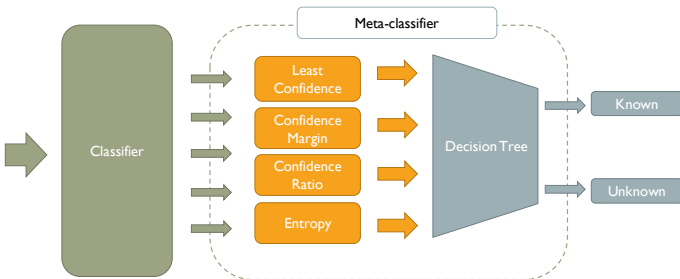 Meta-classifier
Classifier
Least
Confidence
Confidence
Margin
Confidence
Ratio
Entropy
Decision Tree
Known
Unknown